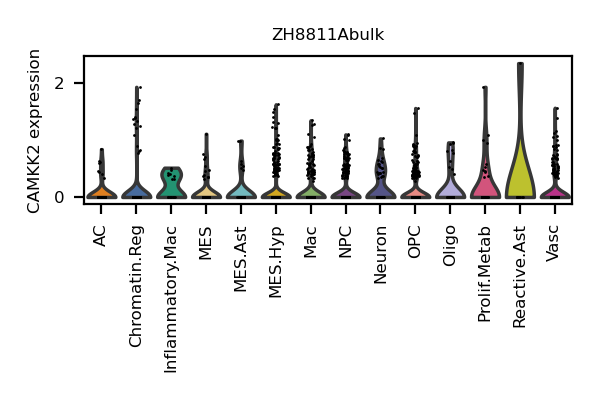 ZH8811Abulk
CAMKK2 expression
2
0
AC
Chromatin.Reg
Inflammatory.Mac
MES
MES.Ast
MES.Hyp
Mac
NPC
Neuron
OPC
Oligo
Prolif.Metab
Reactive.Ast
Vasc